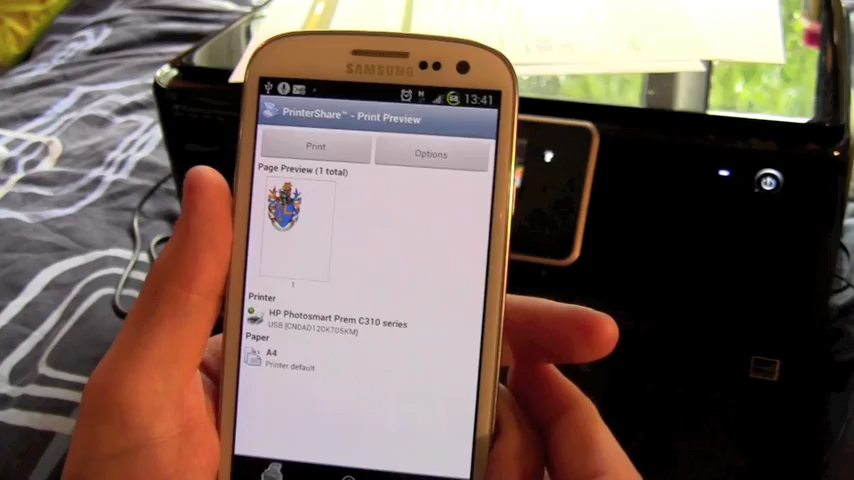 SAMSUNG
68 13:41
PrinterShare™ - Print Preview
Print
Options
Page Preview (1 total)
1
Printer
HP Photosmart Prem C310 series
USB [CN0AD120K705KM]
Paper
A4
Printer default